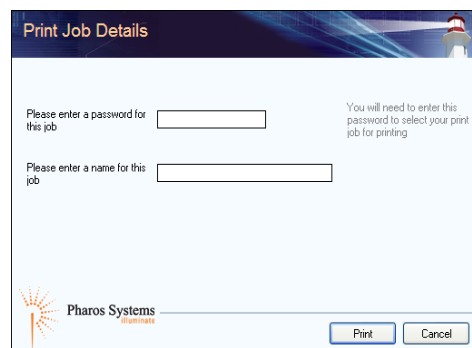 Print Job Details
Please enter a password for
this job
You will need to enter this
password to select your print
job for printing
Please enter a name for this
job
Pharos Systems
illuminate
Print
Cancel